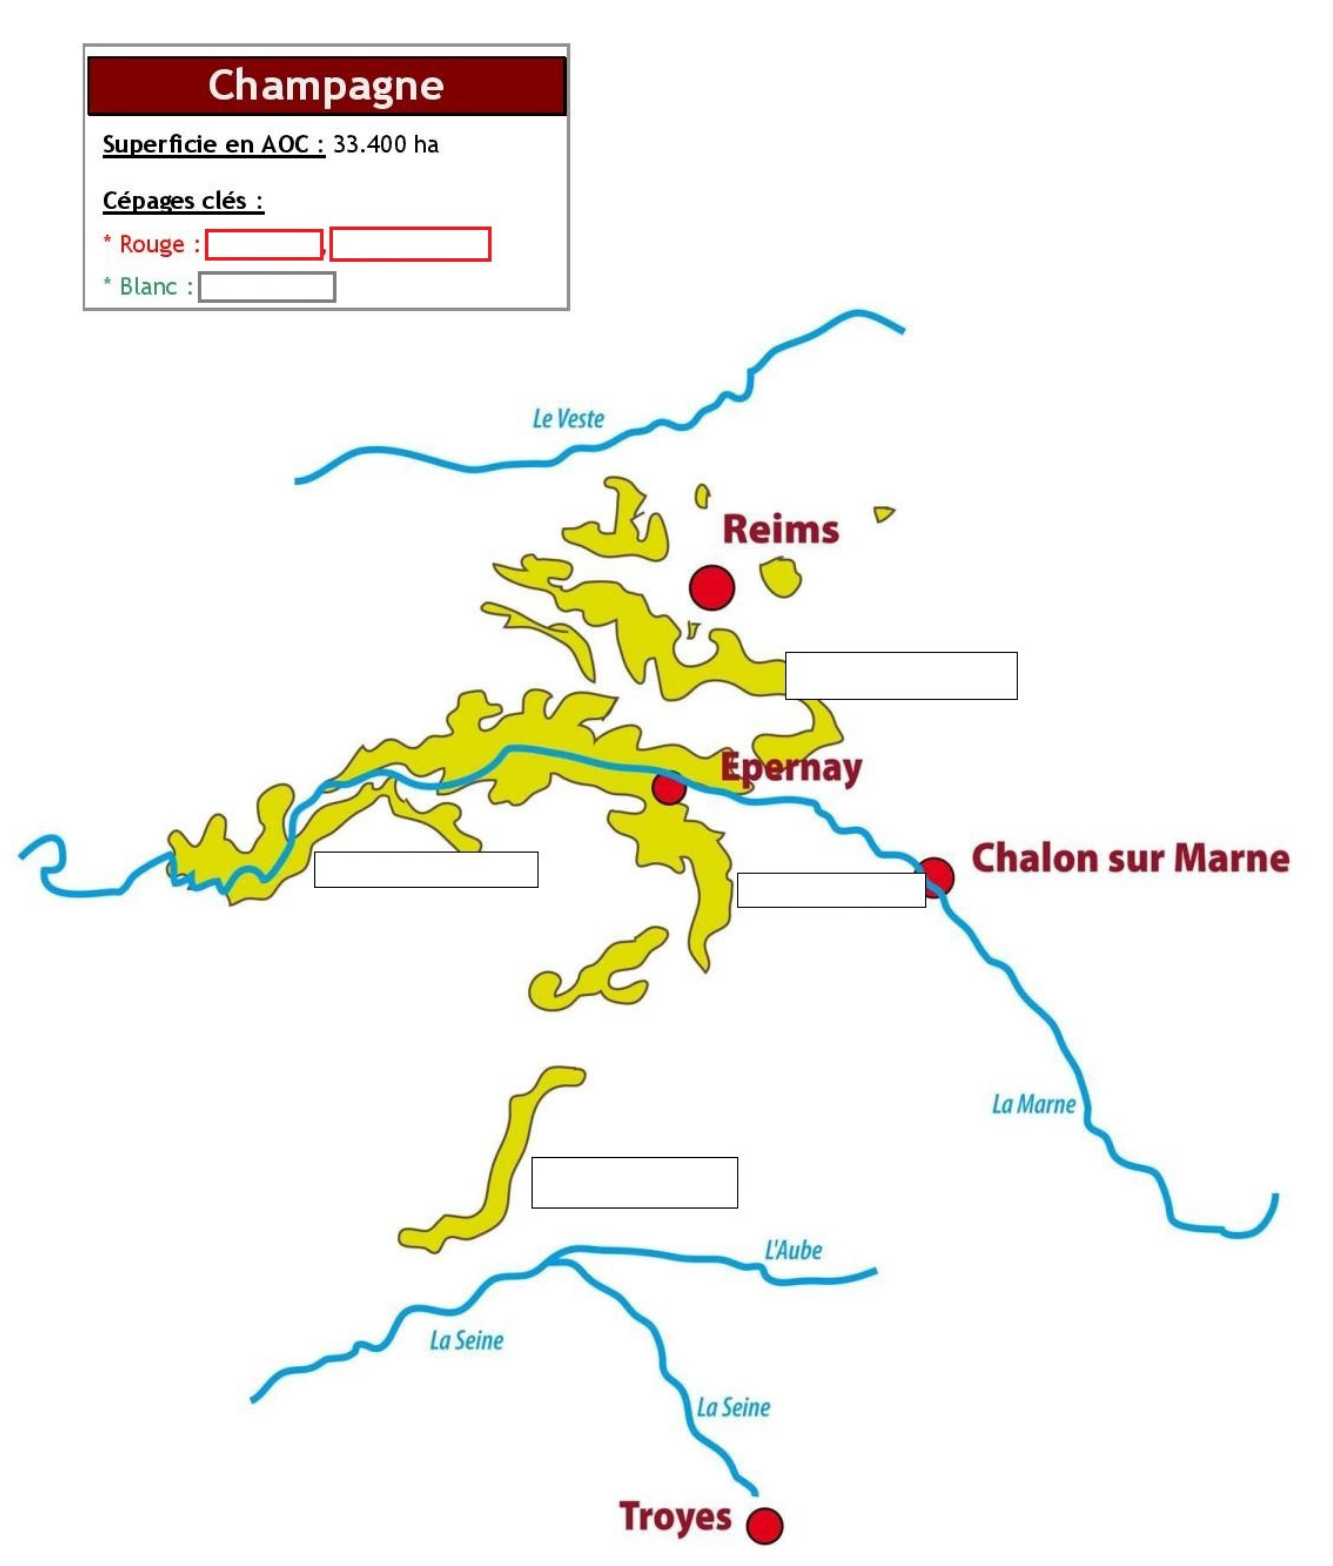 Champagne
Superficie en AOC : 33.400 ha
Cépages clés :
* Rouge : ,
* Blanc :
Le Veste
Reims
Epernay
Chalon sur Marne
La Marne
L'Aube
La Seine
La Seine
Troyes